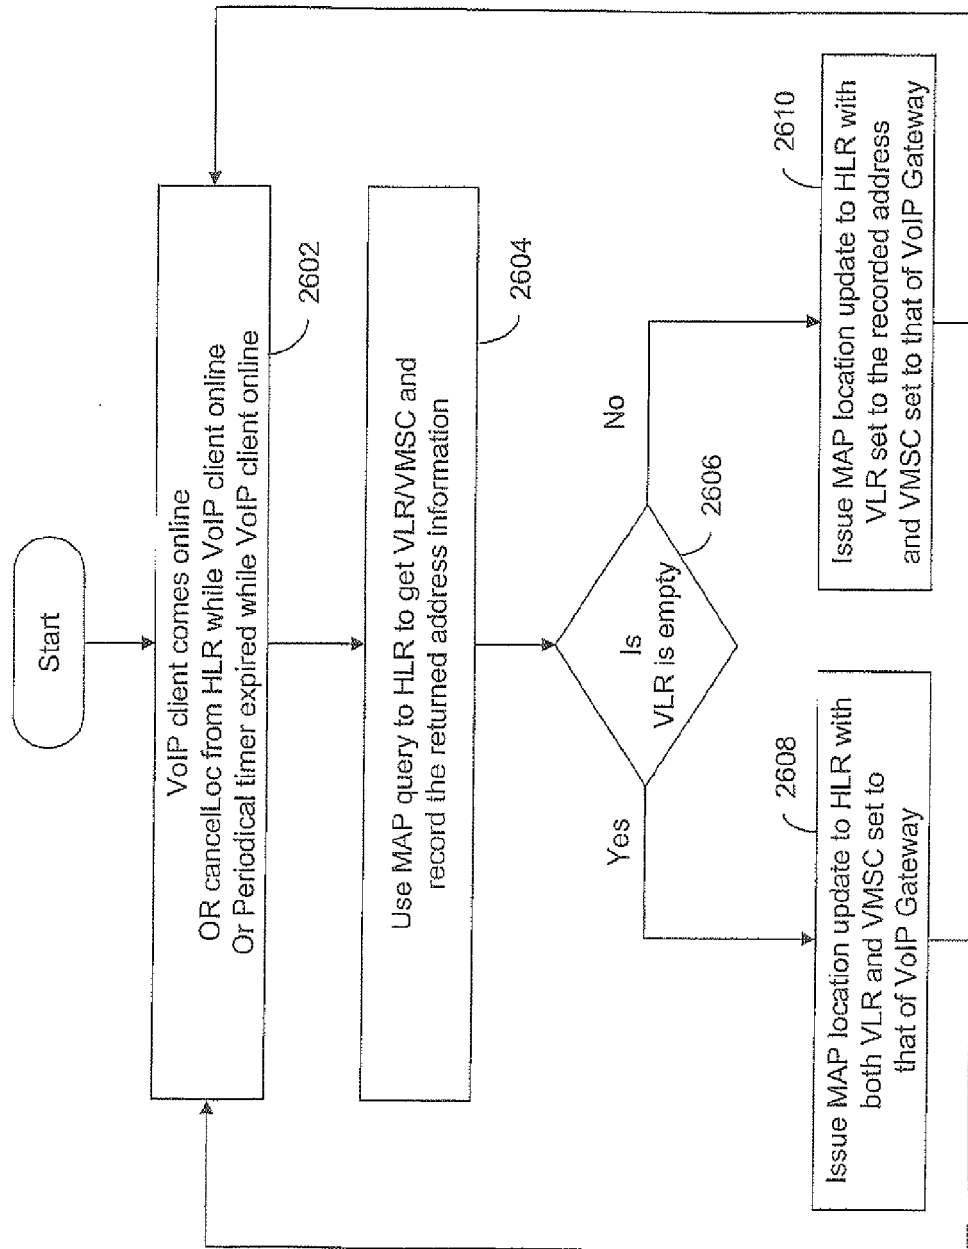 Start
VoIP client comes online
OR cancelLoc from HLR while VoIP client online
Or Periodical timer expired while VoIP client online
2602
Use MAP query to HLR to get VLR/VMSC and
record the returned address information
2604
Is
VLR is empty
2606
Yes
No
Issue MAP location update to HLR with
both VLR and VMSC set to
that of VoIP Gateway
2608
Issue MAP location update to HLR with
VLR set to the recorded address
and VMSC set to that of VoIP Gateway
2610